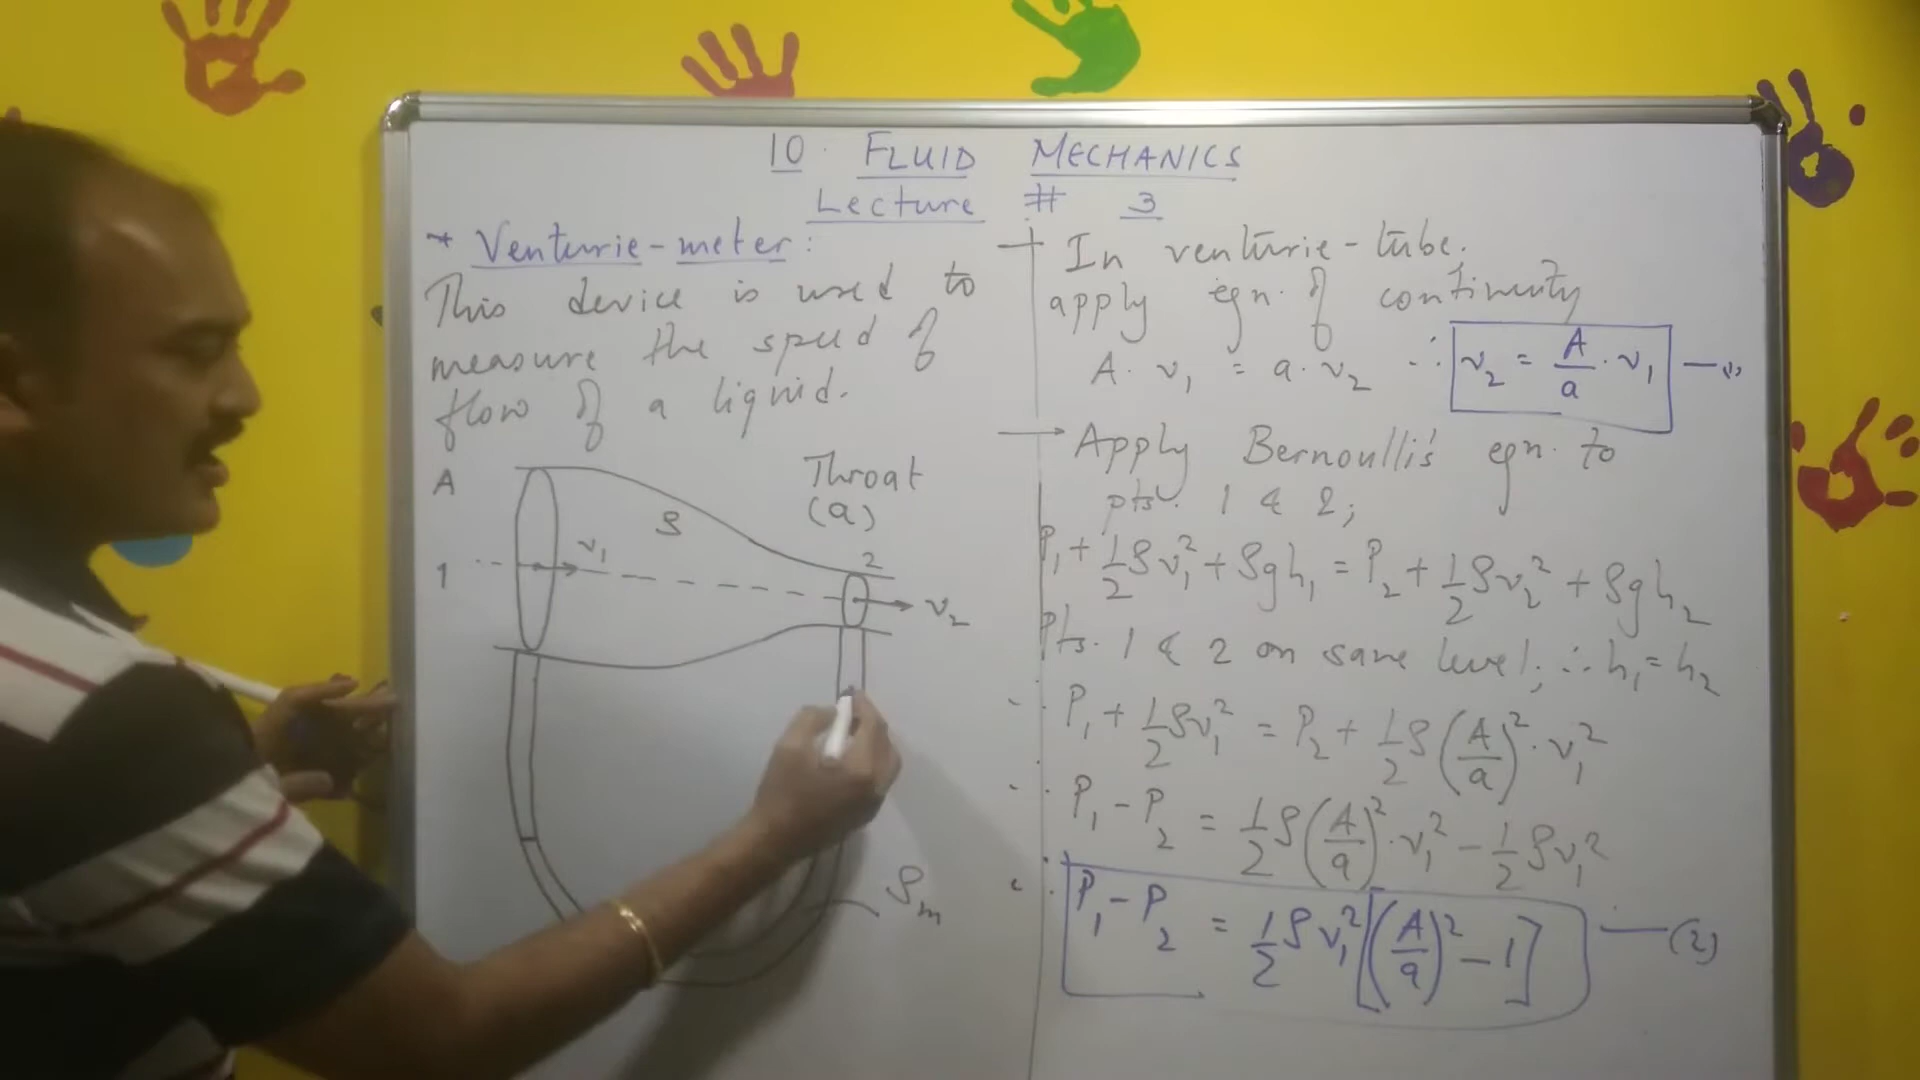 10. FLUID MECHANICS
Lecture # 3
* Venturie-meter:
This device is used to
measure the speed of
flow of a liquid.
A
Throat
(a)
ρ
v₁
1
2
v₂
ρₘ
→ In venturie-tube.
apply eqn. of continuity
A. v₁ = a. v₂ ∴ v₂ = A/a . v₁ — (1)
→ Apply Bernoulli's eqn. to
pts. 1 & 2;
P₁ + 1/2 ρv₁² + ρgh₁ = P₂ + 1/2 ρv₂² + ρgh₂
Pts. 1 & 2 on same level; ∴ h₁ = h₂
∴ P₁ + 1/2 ρv₁² = P₂ + 1/2 ρ (A/a)² . v₁²
∴ P₁ - P₂ = 1/2 ρ (A/a)² . v₁² - 1/2 ρv₁²
∴ P₁ - P₂ = 1/2 ρ v₁² [(A/a)² - 1] — (2)